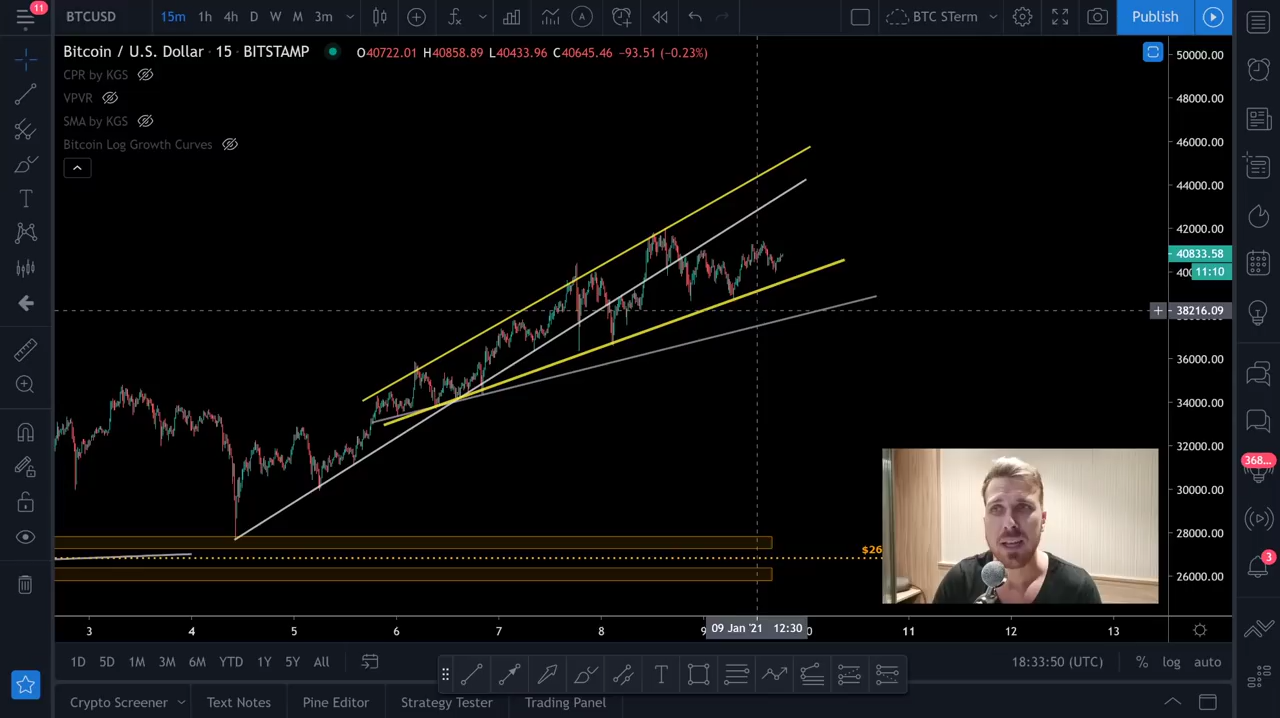 11
BTCUSD 15m 1h 4h D W M 3m BTC STerm Publish
Bitcoin / U.S. Dollar · 15 · BITSTAMP O40722.01 H40858.89 L40433.96 C40645.46 −93.51 (−0.23%)
CPR by KGS
VPVR
SMA by KGS
Bitcoin Log Growth Curves
50000.00
48000.00
46000.00
44000.00
42000.00
40833.58
11:10
38216.09
36000.00
34000.00
32000.00
30000.00
28000.00
26000.00
$26
368...
3
3 4 5 6 7 8 9 09 Jan '21 12:30 0 11 12 13
1D 5D 1M 3M 6M YTD 1Y 5Y All 18:33:50 (UTC) % log auto
T
Crypto Screener Text Notes Pine Editor Strategy Tester Trading Panel